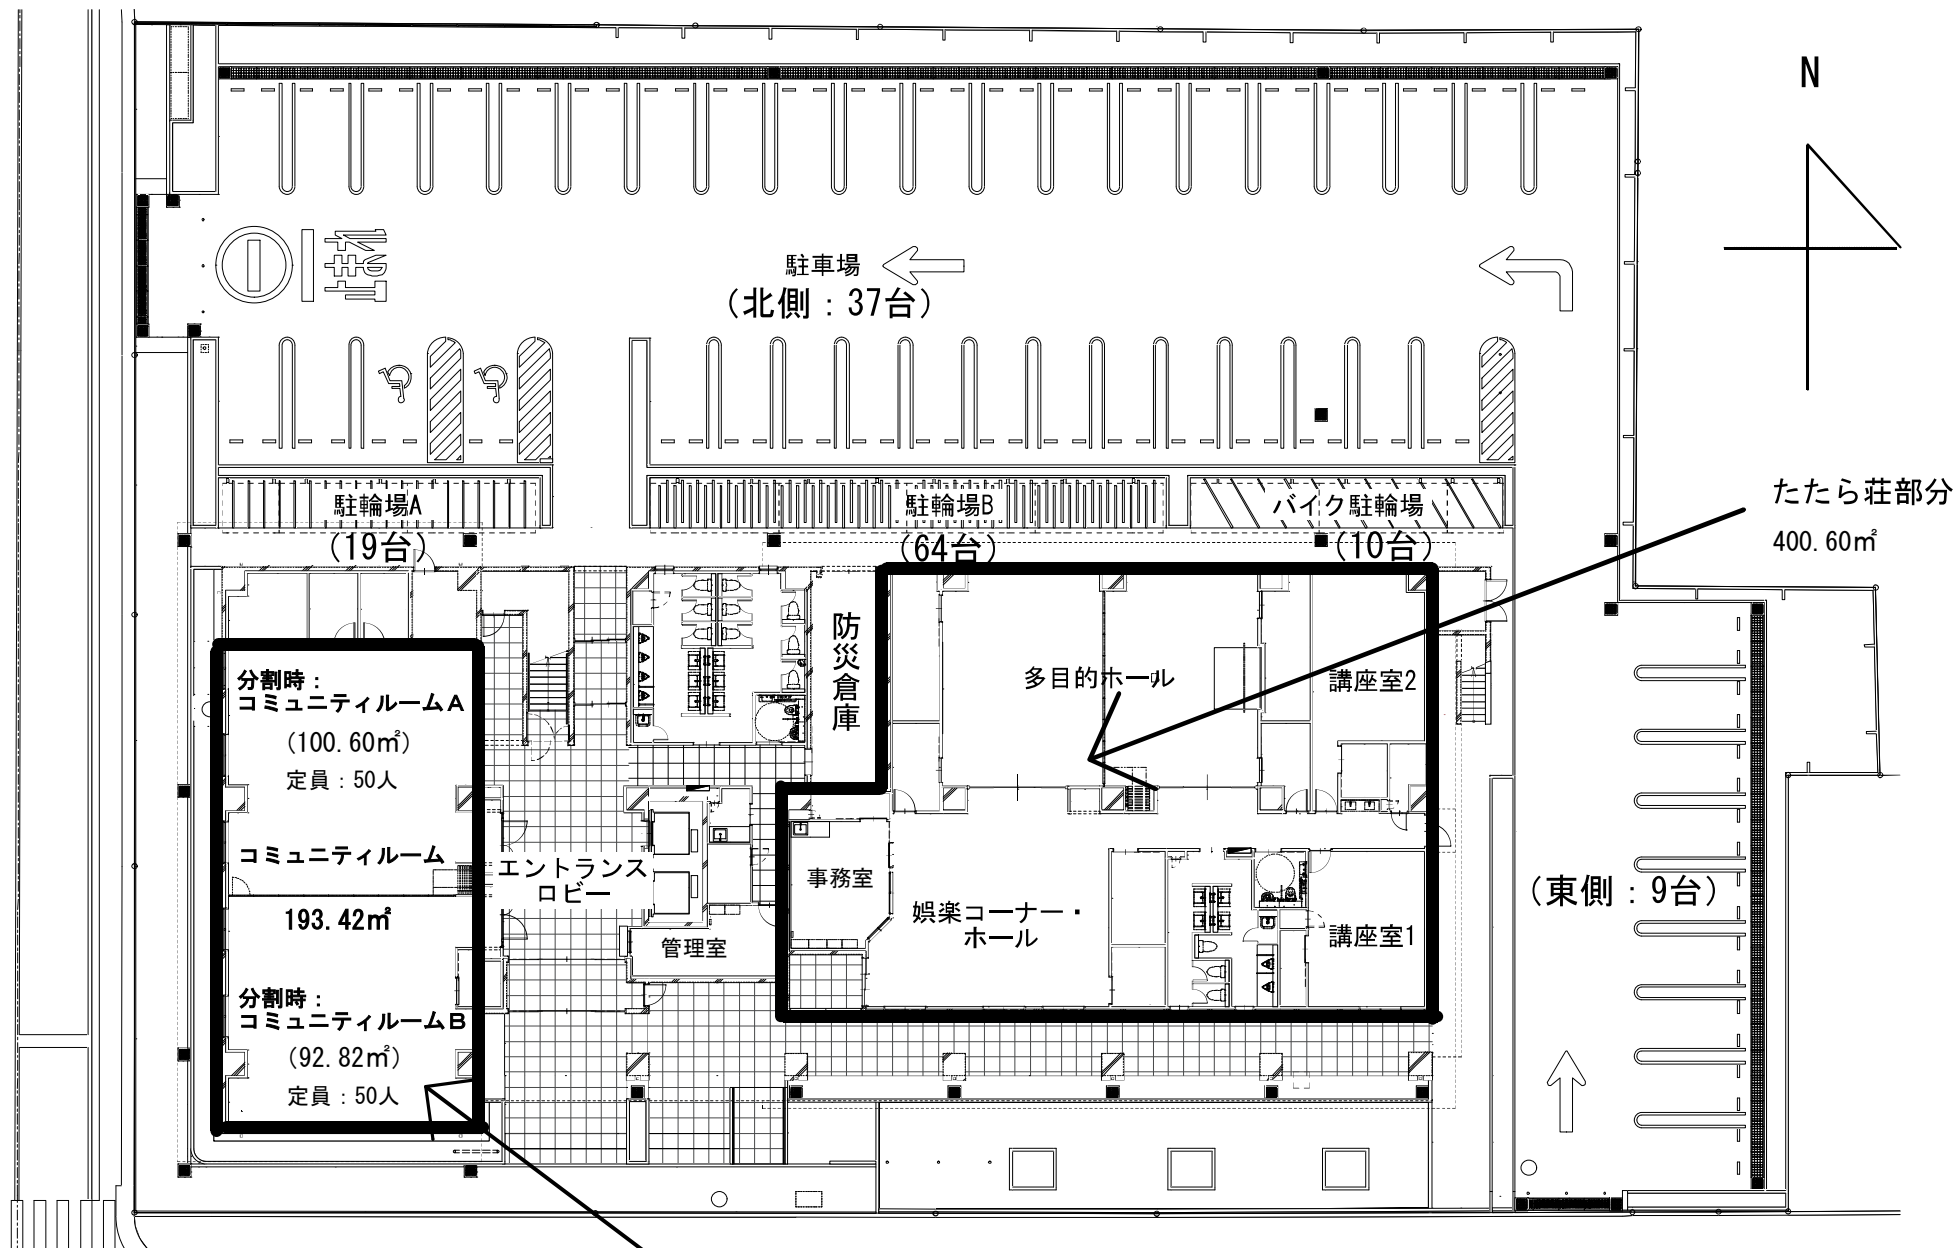 N
駐車場
(北側：37台)
たたら荘部分
400.60㎡
駐輪場A
(19台)
駐輪場B
(64台)
バイク駐輪場
(10台)
防災倉庫
多目的ホール
講座室2
分割時：
コミュニティルームA
(100.60㎡)
定員：50人
コミュニティルーム
193.42㎡
分割時：
コミュニティルームB
(92.82㎡)
定員：50人
エントランス
ロビー
管理室
事務室
娯楽コーナー・
ホール
講座室1
(東側：9台)